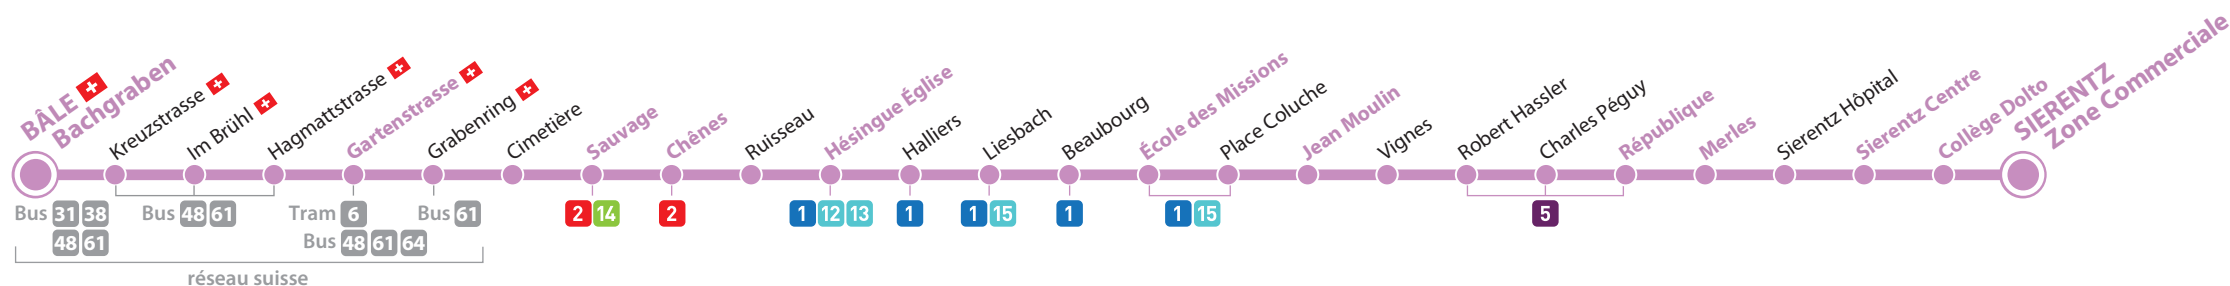 BÂLE
Bachgraben
Kreuzstrasse
Im Brühl
Hagmattstrasse
Gartenstrasse
Grabenring
Cimetière
Sauvage
Chênes
Ruisseau
Hésingue Église
Halliers
Liesbach
Beaubourg
École des Missions
Place Coluche
Jean Moulin
Vignes
Robert Hassler
Charles Péguy
République
Merles
Sierentz Hôpital
Sierentz Centre
Collège Dolto
SIERENTZ
Zone Commerciale
Bus 31 38
48 61
Bus 48 61
Tram 6
Bus 48 61 64
Bus 61
réseau suisse
2 14
2
1 12 13
1
1 15
1
1 15
5